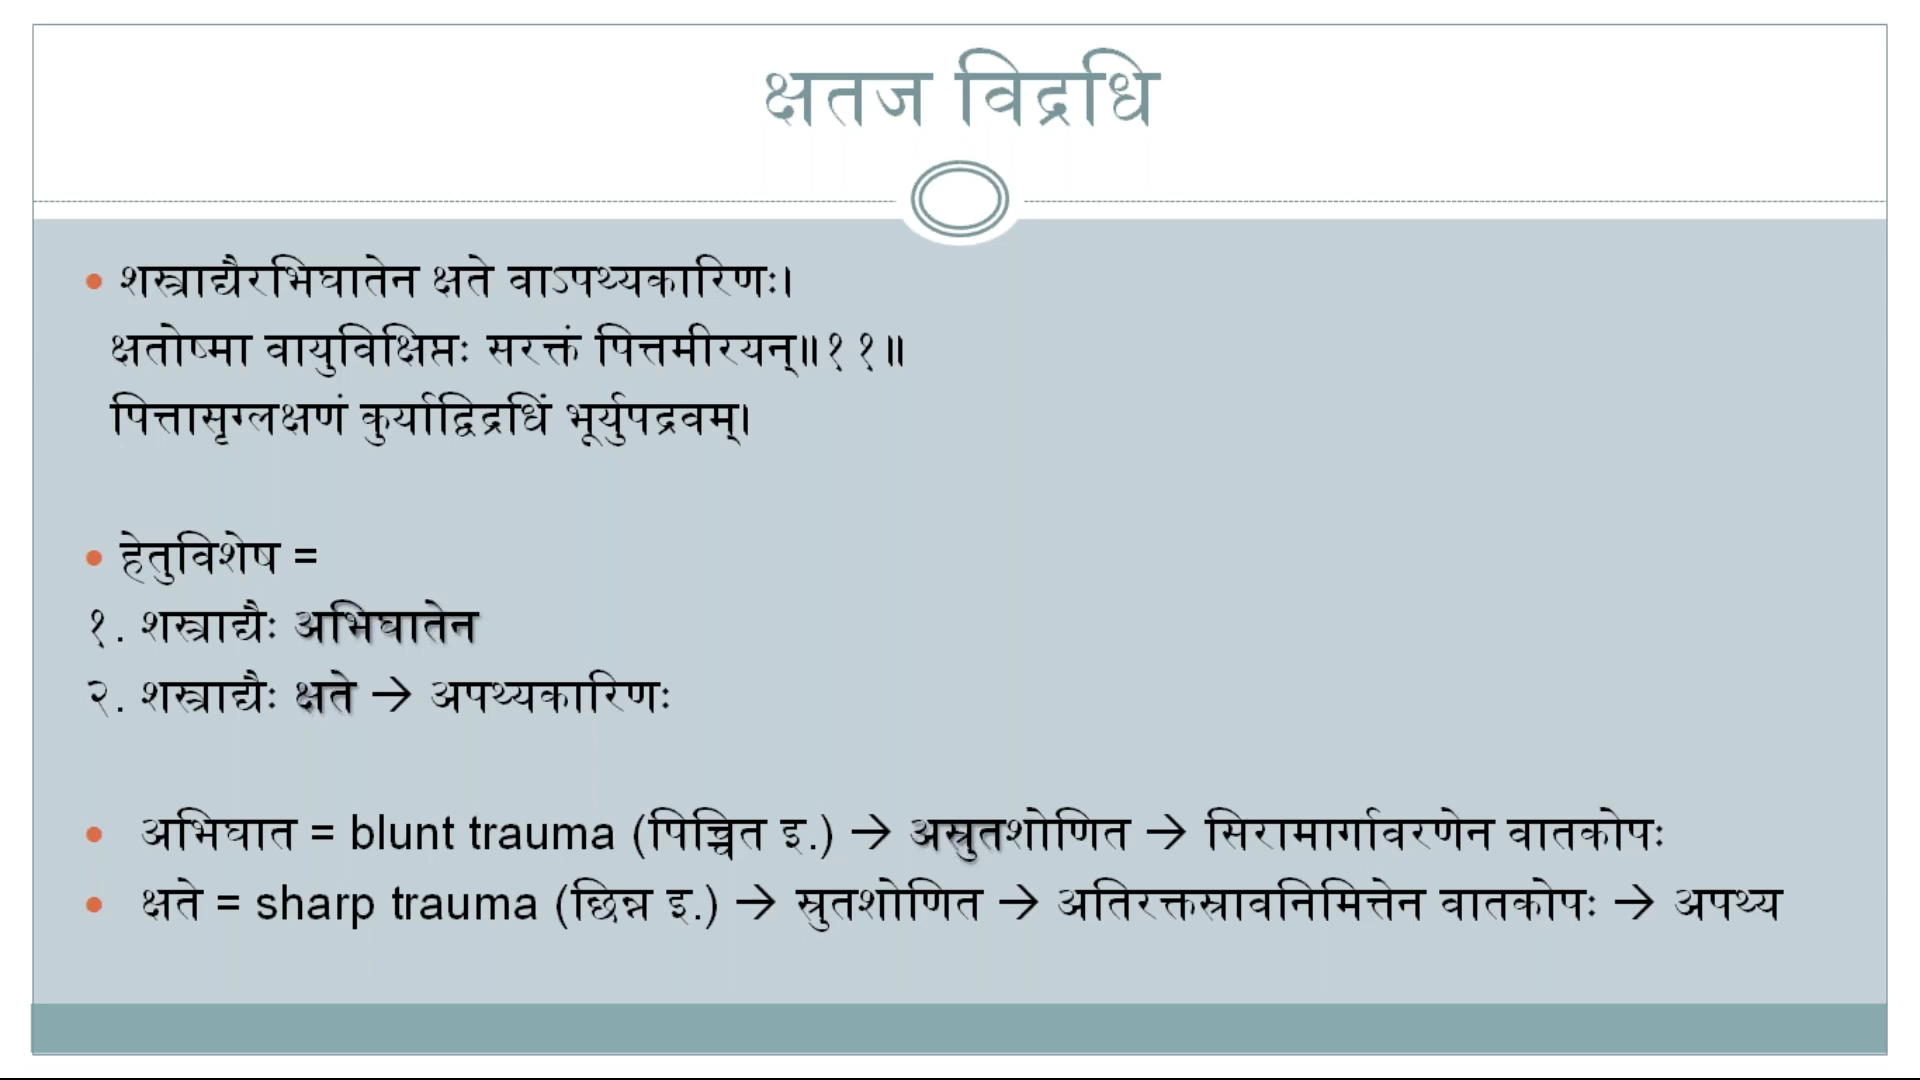 क्षतज विद्रधि
• शस्त्राद्यैरभिघातेन क्षते वाऽपथ्यकारिणः।
क्षतोष्मा वायुविक्षिप्तः सरक्तं पित्तमीरयन्॥११॥
पित्तासृग्लक्षणं कुर्याद्विद्रधिं भूर्युपद्रवम्।
• हेतुविशेष =
१. शस्त्राद्यैः अभिघातेन
२. शस्त्राद्यैः क्षते → अपथ्यकारिणः
• अभिघात = blunt trauma (पिच्चित इ.) → अस्रुतशोणित → सिरामार्गावरणेन वातकोपः
• क्षते = sharp trauma (छिन्न इ.) → स्रुतशोणित → अतिरक्तस्रावनिमित्तेन वातकोपः → अपथ्य